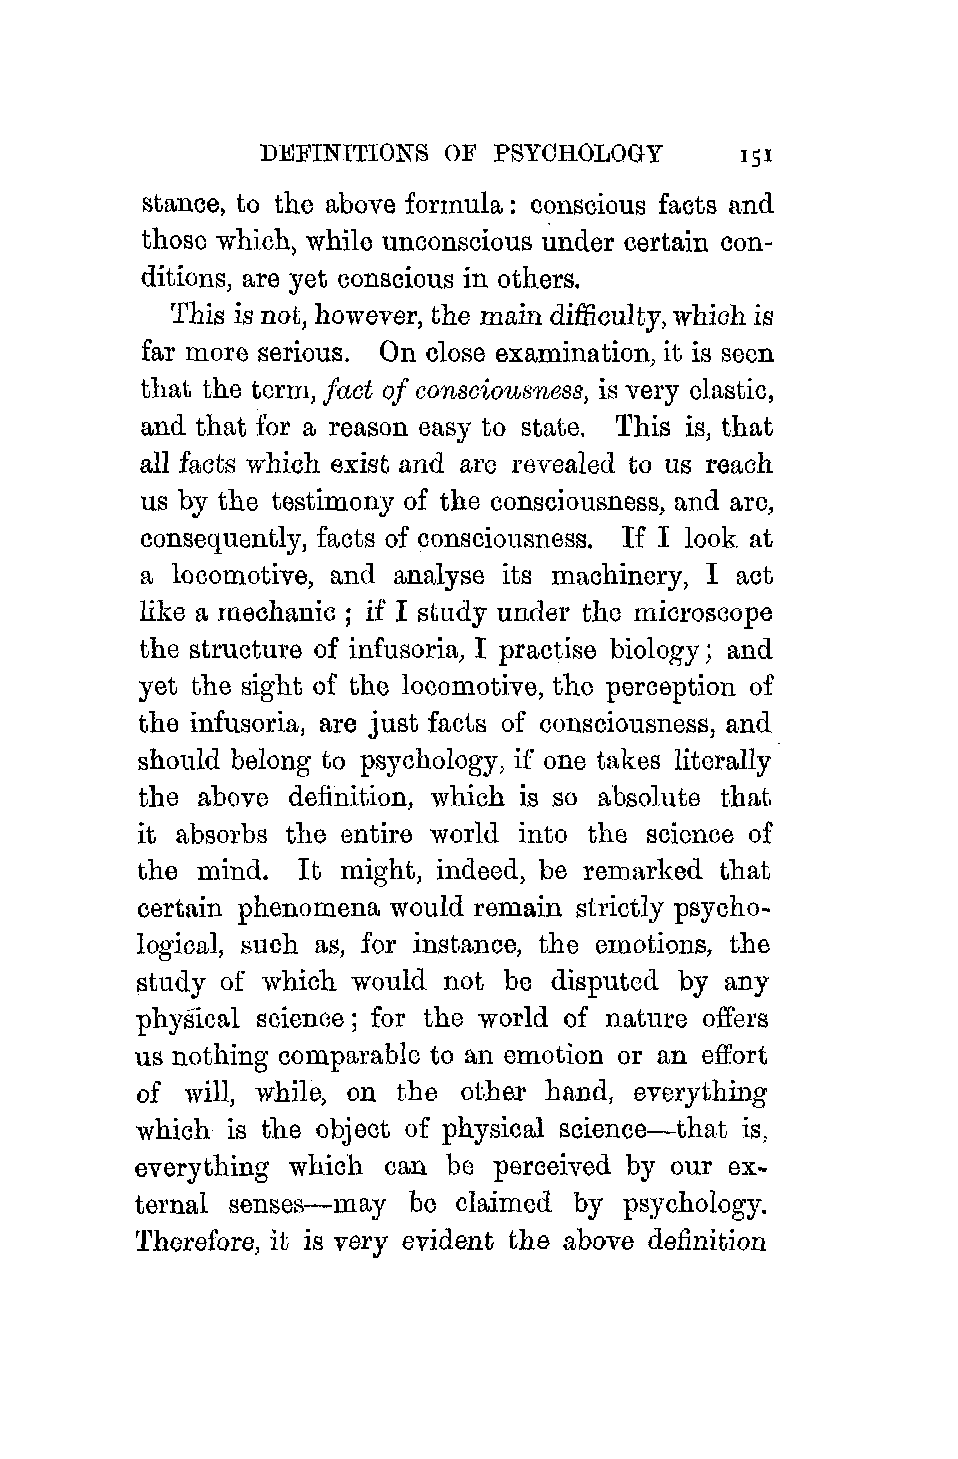 DEFINITIONS OF PSYCHOLOGY 151
stance, to the above formula: conscious facts and
those which, while unconscious under certain con-
ditions, are yet conscious in others.
This is not, however, the main difficulty, which is
far more serious. On close examination, it is seen
that the term, fact of consciousness, is very elastic,
and that for a reason easy to state. This is, that
all facts which exist and are revealed to us reach
us by the testimony of the consciousness, and are,
consequently, facts of consciousness. If I look at
a locomotive, and analyse its machinery, I act
like a mechanic; if I study under the microscope
the structure of infusoria, I practise biology; and
yet the sight of the locomotive, the perception of
the infusoria, are just facts of consciousness, and
should belong to psychology, if one takes literally
the above definition, which is so absolute that
it absorbs the entire world into the science of
the mind. It might, indeed, be remarked that
certain phenomena would remain strictly psycho-
logical, such as, for instance, the emotions, the
study of which would not be disputed by any
physical science; for the world of nature offers
us nothing comparable to an emotion or an effort
of will, while, on the other hand, everything
which is the object of physical science—that is,
everything which can be perceived by our ex-
ternal senses—may be claimed by psychology.
Therefore, it is very evident the above definition